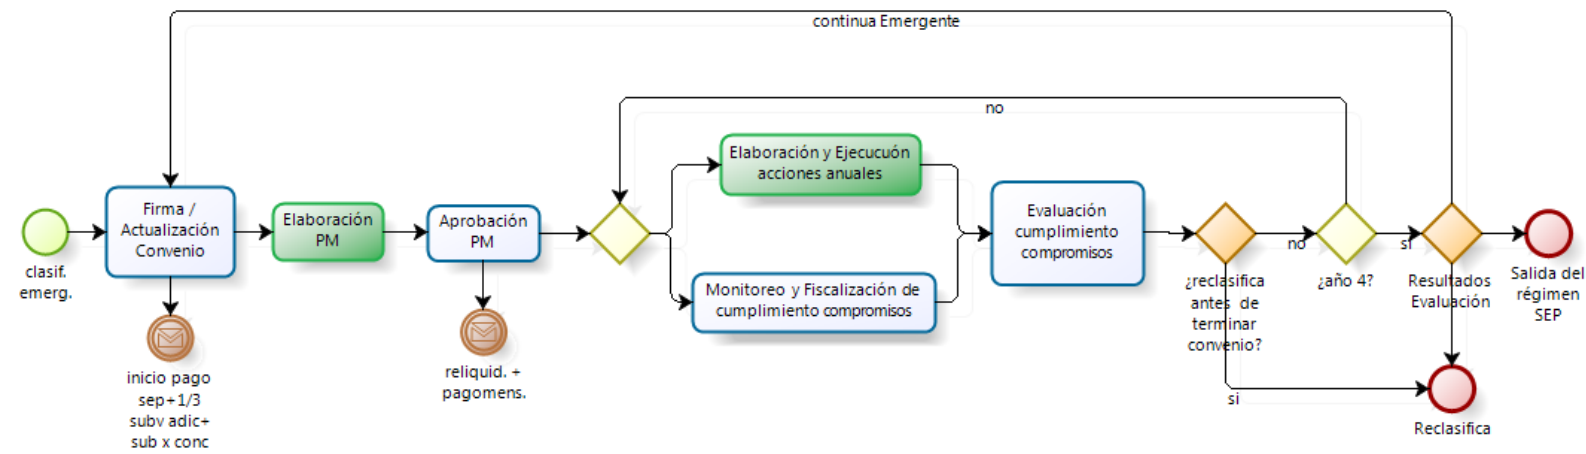 continua Emergente
no
Elaboración y Ejecucuón
acciones anuales
Firma /
Actualización
Convenio
Elaboración
PM
Aprobación
PM
Evaluación
cumplimiento
compromisos
Monitoreo y Fiscalización de
cumplimiento compromisos
clasif.
emerg.
inicio pago
sep+1/3
subv adic+
sub x conc
reliquid. +
pagomens.
¿reclasifica
antes de
terminar
convenio?
no
¿año 4?
si
Resultados
Evaluación
Salida del
régimen
SEP
si
Reclasifica